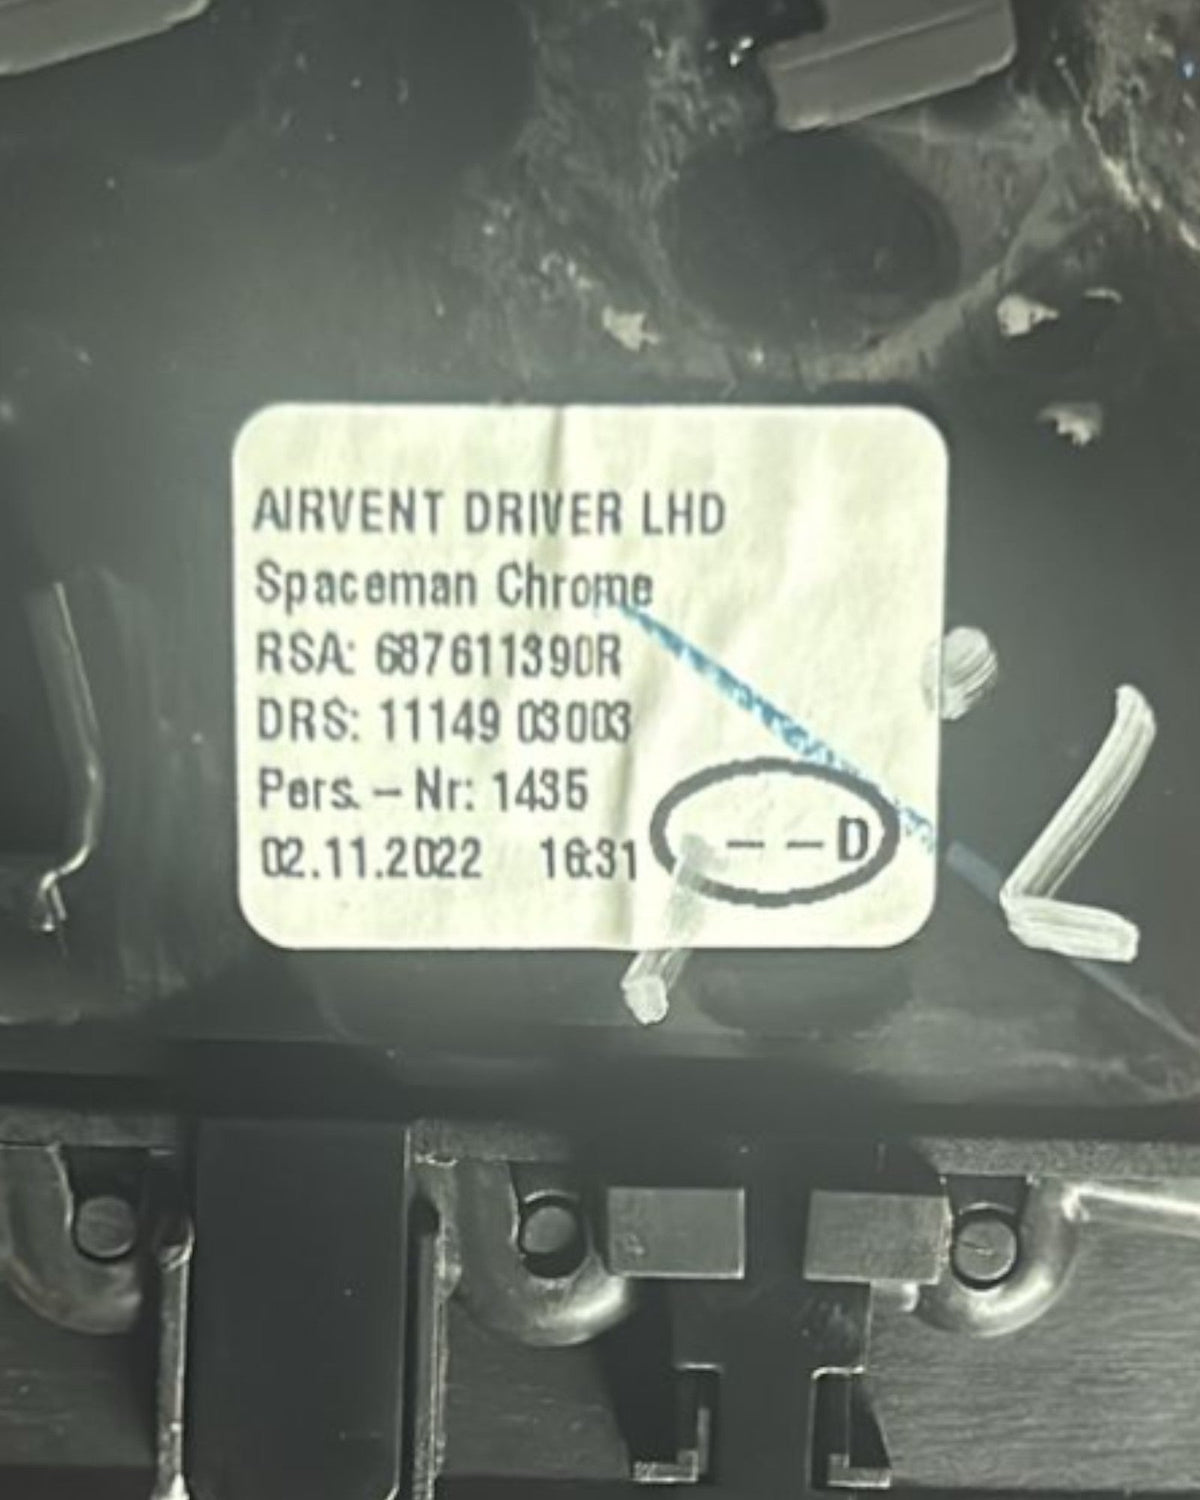 AIRVENT DRIVER LHD
Spaceman Chrome
RSA: 687611390R
DRS: 11149 03003
Pers. – Nr: 1435
02.11.2022 16:31 – – D